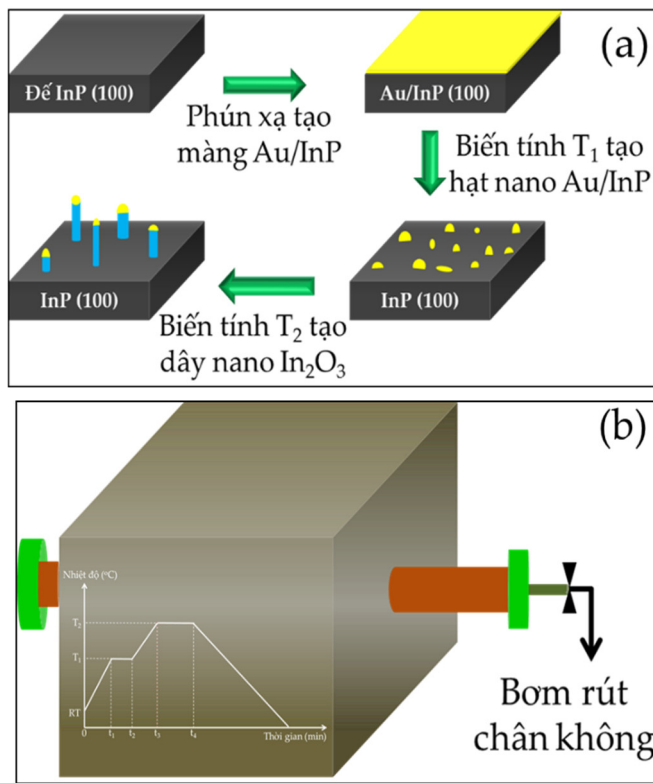 (a)
Đế InP (100)
Phún xạ tạo
màng Au/InP
Au/InP (100)
Biến tính T₁ tạo
hạt nano Au/InP
InP (100)
Biến tính T₂ tạo
dây nano In₂O₃
InP (100)
(b)
Nhiệt độ (°C)
T₂
T₁
RT
0 t₁ t₂ t₃ t₄ Thời gian (min)
Bơm rút
chân không